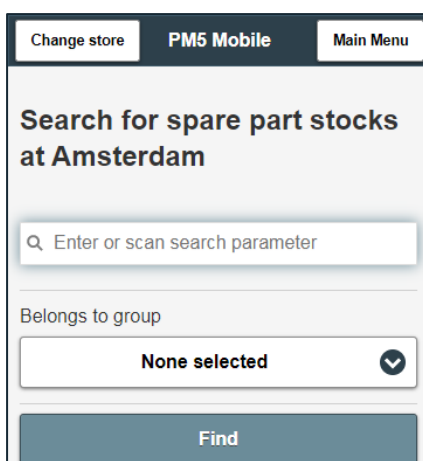 Change store PM5 Mobile Main Menu
Search for spare part stocks
at Amsterdam
Enter or scan search parameter
Belongs to group
None selected
Find